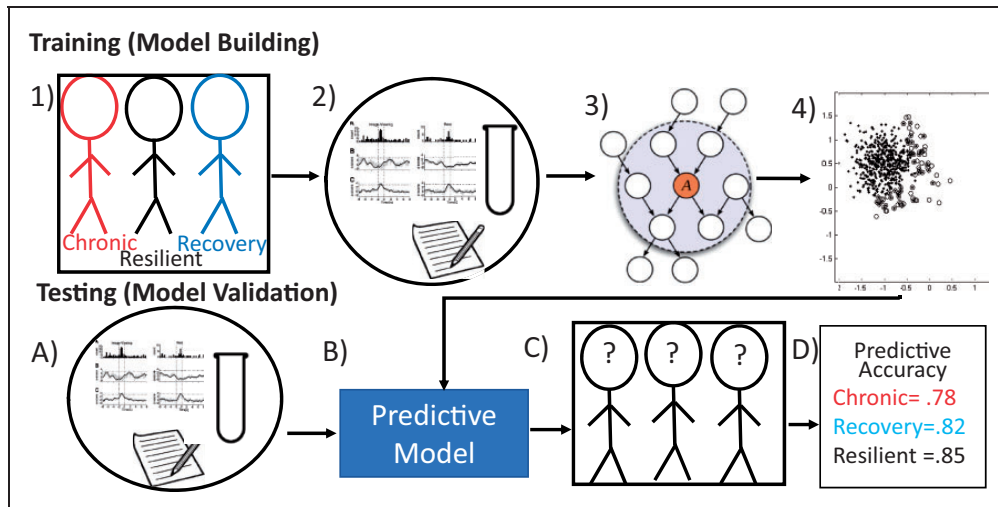 Training (Model Building)
1)
2)
3)
4)
Chronic
Recovery
Resilient
A
1.5
1
0.5
0
-0.5
-1
-1.5
-1.5
-1
-0.5
0
0.5
1
Testing (Model Validation)
A)
B)
C)
D)
Predictive
Model
? ? ?
Predictive
Accuracy
Chronic= .78
Recovery=.82
Resilient =.85